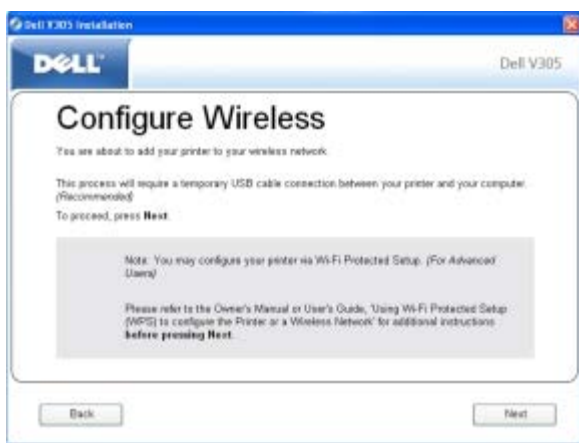 Dell V305 Installation
DELL
Dell V305
Configure Wireless
You are about to add your printer to your wireless network.
This process will require a temporary USB cable connection between your printer and your computer.
(Recommended)
To proceed, press Next.
Note: You may configure your printer via Wi-Fi Protected Setup. (For Advanced
Users)
Please refer to the Owner's Manual or User's Guide, 'Using Wi-Fi Protected Setup
(WPS) to configure the Printer or a Wireless Network' for additional instructions
before pressing Next.
Back
Next